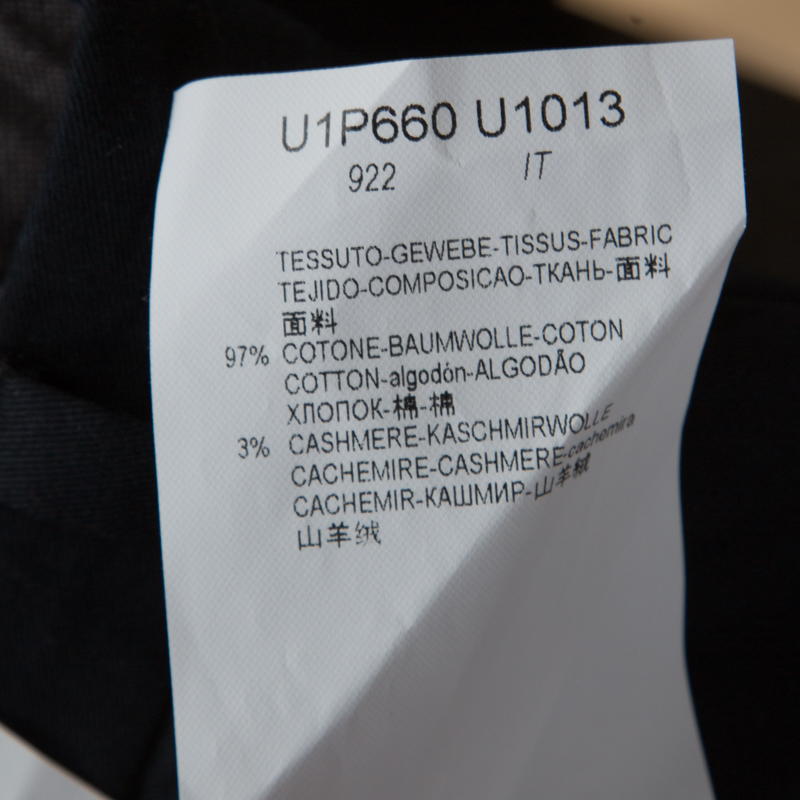 U1P660 U1013
922 IT
TESSUTO-GEWEBE-TISSUS-FABRIC
TEJIDO-COMPOSICAO-ТКАНЬ-面料
面料
97% COTONE-BAUMWOLLE-COTON
COTTON-algodón-ALGODÃO
ХЛОПОК-棉-棉
3% CASHMERE-KASCHMIRWOLLE
CACHEMIRE-CASHMERE-cachemira
CACHEMIR-КАШМИР-山羊绒
山羊绒